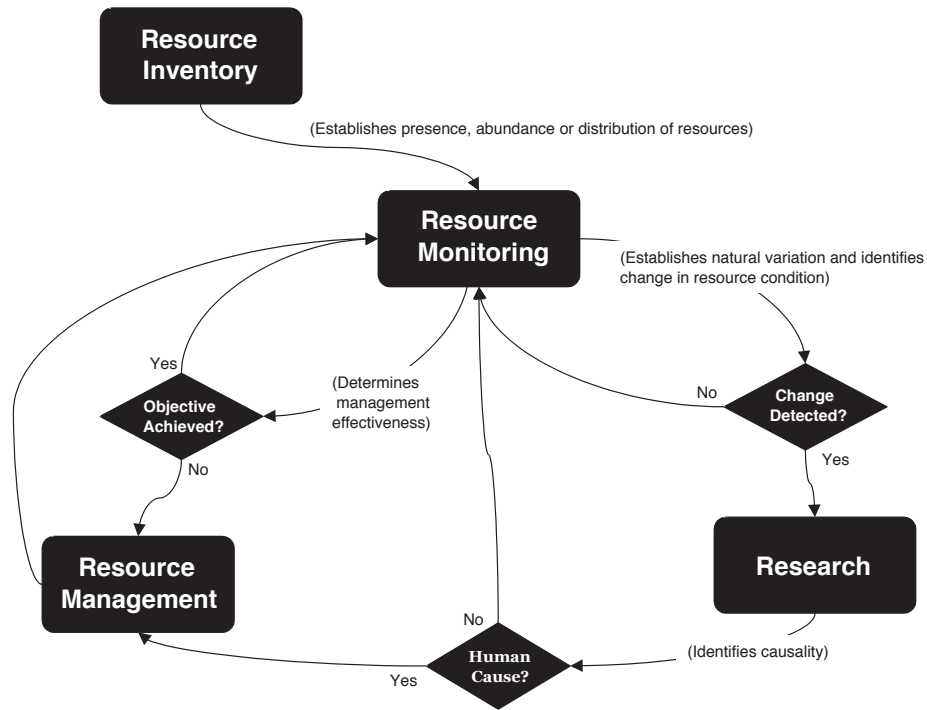 Resource
Inventory
(Establishes presence, abundance or distribution of resources)
Resource
Monitoring
(Establishes natural variation and identifies
change in resource condition)
Yes
(Determines
management
effectiveness)
No
Change
Detected?
Objective
Achieved?
Yes
No
Resource
Management
Research
No
(Identifies causality)
Human
Cause?
Yes